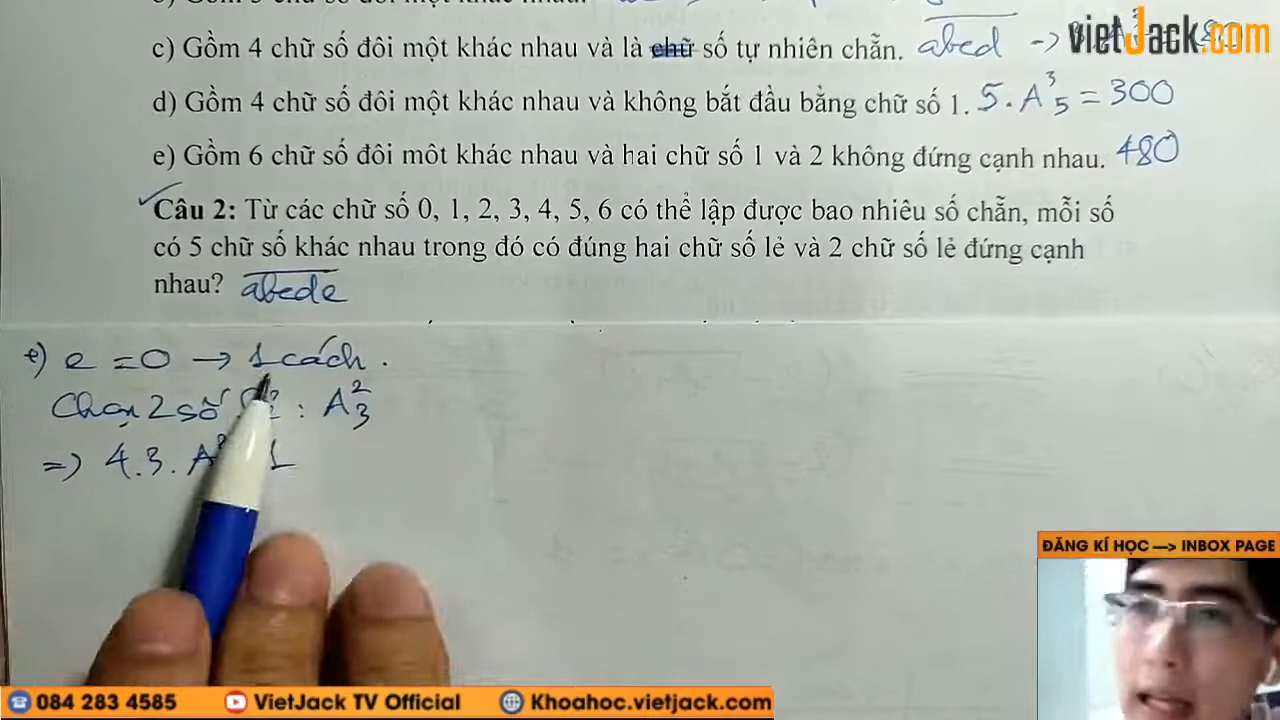 c) Gồm 4 chữ số đôi một khác nhau và là chữ số tự nhiên chẵn. abcd ->
vietJack.com
d) Gồm 4 chữ số đôi một khác nhau và không bắt đầu bằng chữ số 1. 5. A³₅ = 300
e) Gồm 6 chữ số đôi môt khác nhau và hai chữ số 1 và 2 không đứng cạnh nhau. 480
Câu 2: Từ các chữ số 0, 1, 2, 3, 4, 5, 6 có thể lập được bao nhiêu số chẵn, mỗi số
có 5 chữ số khác nhau trong đó có đúng hai chữ số lẻ và 2 chữ số lẻ đứng cạnh
nhau? abcde
e = 0 → 1 cách.
Chọn 2 số : A²₃
=) 4.3. A 1
ĐĂNG KÍ HỌC —> INBOX PAGE
084 283 4585 VietJack TV Official Khoahoc.vietjack.com